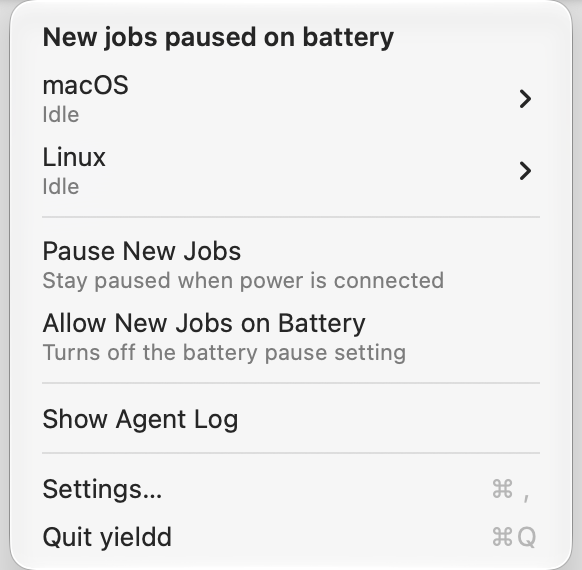 New jobs paused on battery
macOS
Idle
Linux
Idle
Pause New Jobs
Stay paused when power is connected
Allow New Jobs on Battery
Turns off the battery pause setting
Show Agent Log
Settings... ⌘ ,
Quit yieldd ⌘Q